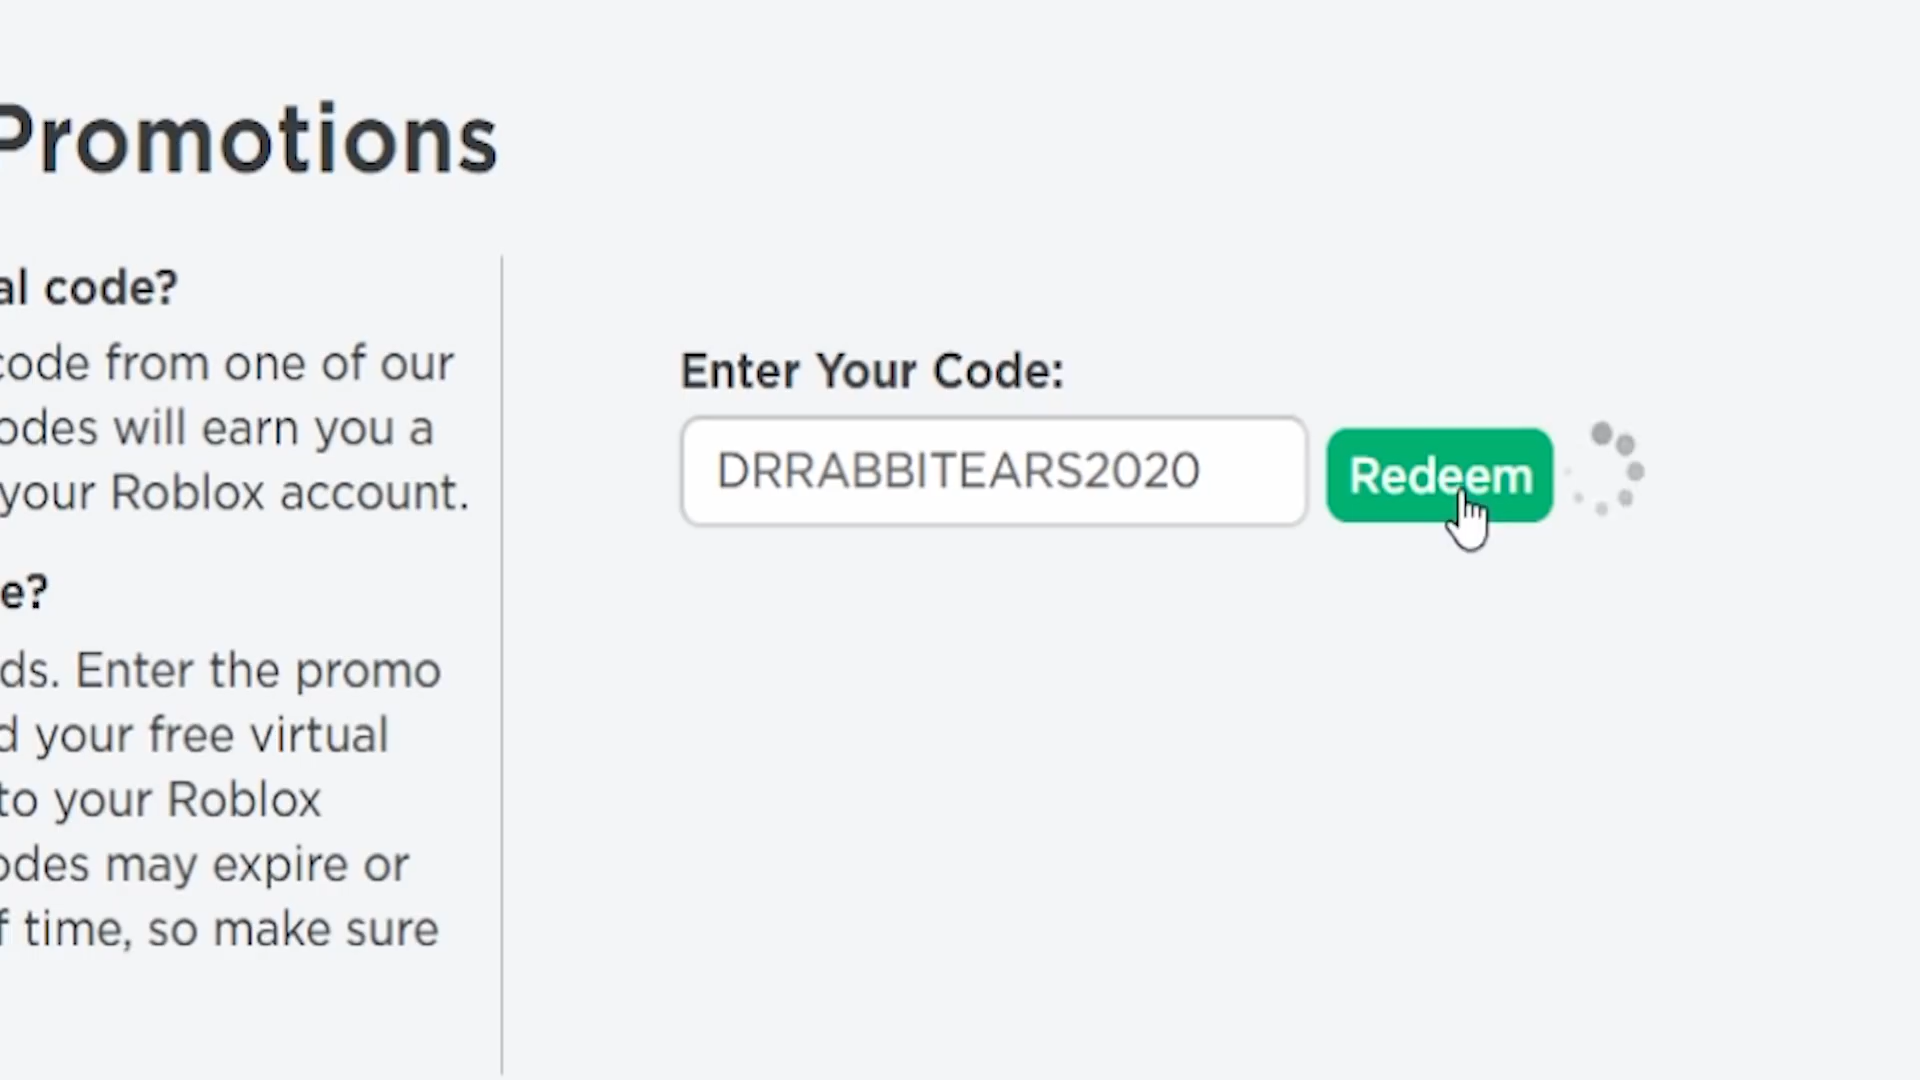 Promotions
al code?
code from one of our
odes will earn you a
your Roblox account.
e?
ds. Enter the promo
d your free virtual
to your Roblox
odes may expire or
f time, so make sure
Enter Your Code:
DRRABBITEARS2020
Redeem